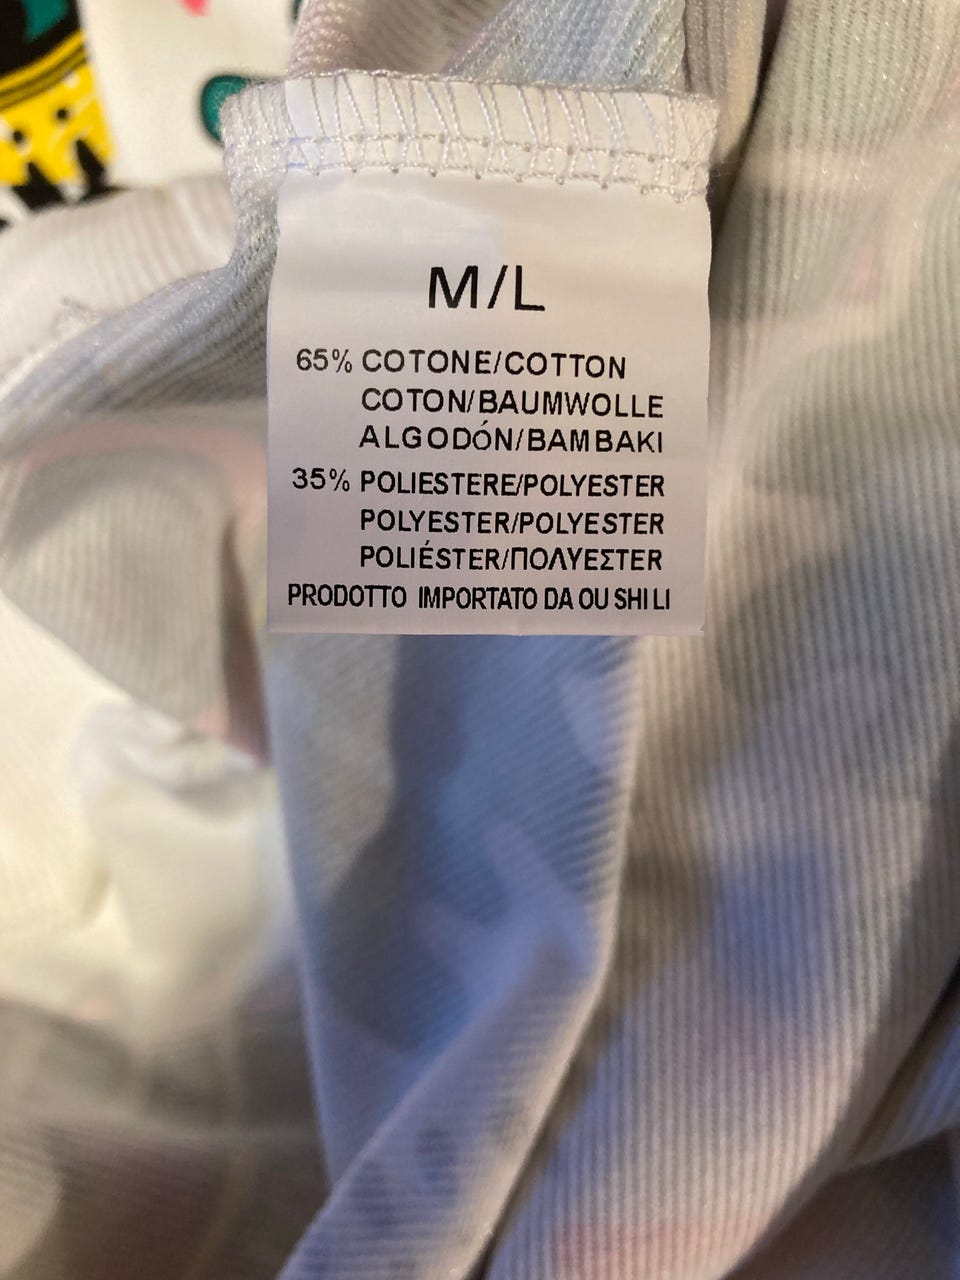 M/L
65% COTONE/COTTON
COTON/BAUMWOLLE
ALGODÓN/BAMBAKI
35% POLIESTERE/POLYESTER
POLYESTER/POLYESTER
POLIÉSTER/ΠΟΛΥΕΣΤΕR
PRODOTTO IMPORTATO DA OU SHI LI